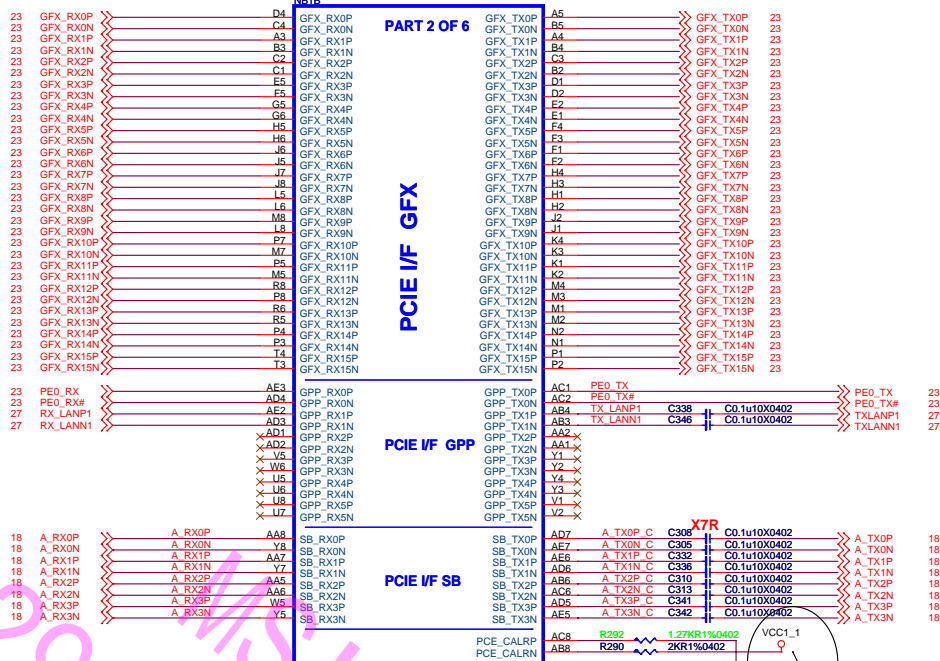 NB1B
PART 2 OF 6
23 GFX_RX0P D4 GFX_RX0P GFX_TX0P A5 GFX_TX0P 23
23 GFX_RX0N C4 GFX_RX0N GFX_TX0N B5 GFX_TX0N 23
23 GFX_RX1P A3 GFX_RX1P GFX_TX1P A4 GFX_TX1P 23
23 GFX_RX1N B3 GFX_RX1N GFX_TX1N B4 GFX_TX1N 23
23 GFX_RX2P C2 GFX_RX2P GFX_TX2P C3 GFX_TX2P 23
23 GFX_RX2N C1 GFX_RX2N GFX_TX2N B2 GFX_TX2N 23
23 GFX_RX3P E5 GFX_RX3P GFX_TX3P D1 GFX_TX3P 23
23 GFX_RX3N F5 GFX_RX3N GFX_TX3N D2 GFX_TX3N 23
23 GFX_RX4P G5 GFX_RX4P GFX_TX4P E2 GFX_TX4P 23
23 GFX_RX4N G6 GFX_RX4N GFX_TX4N E1 GFX_TX4N 23
23 GFX_RX5P H5 GFX_RX5P GFX_TX5P F4 GFX_TX5P 23
23 GFX_RX5N H6 GFX_RX5N GFX_TX5N F3 GFX_TX5N 23
23 GFX_RX6P J6 GFX_RX6P GFX_TX6P F1 GFX_TX6P 23
23 GFX_RX6N J5 GFX_RX6N GFX_TX6N F2 GFX_TX6N 23
23 GFX_RX7P J7 GFX_RX7P GFX_TX7P H4 GFX_TX7P 23
23 GFX_RX7N J8 GFX_RX7N GFX_TX7N H3 GFX_TX7N 23
23 GFX_RX8P L5 GFX_RX8P GFX_TX8P H1 GFX_TX8P 23
23 GFX_RX8N L6 GFX_RX8N GFX_TX8N H2 GFX_TX8N 23
23 GFX_RX9P M8 GFX_RX9P GFX_TX9P J2 GFX_TX9P 23
23 GFX_RX9N L8 GFX_RX9N GFX_TX9N J1 GFX_TX9N 23
23 GFX_RX10P P7 GFX_RX10P GFX_TX10P K4 GFX_TX10P 23
23 GFX_RX10N M7 GFX_RX10N GFX_TX10N K3 GFX_TX10N 23
23 GFX_RX11P P5 GFX_RX11P GFX_TX11P K1 GFX_TX11P 23
23 GFX_RX11N M5 GFX_RX11N GFX_TX11N K2 GFX_TX11N 23
23 GFX_RX12P R8 GFX_RX12P GFX_TX12P M4 GFX_TX12P 23
23 GFX_RX12N P8 GFX_RX12N GFX_TX12N M3 GFX_TX12N 23
23 GFX_RX13P R6 GFX_RX13P GFX_TX13P M1 GFX_TX13P 23
23 GFX_RX13N R5 GFX_RX13N GFX_TX13N M2 GFX_TX13N 23
23 GFX_RX14P P4 GFX_RX14P GFX_TX14P N2 GFX_TX14P 23
23 GFX_RX14N P3 GFX_RX14N GFX_TX14N N1 GFX_TX14N 23
23 GFX_RX15P T4 GFX_RX15P GFX_TX15P P1 GFX_TX15P 23
23 GFX_RX15N T3 GFX_RX15N GFX_TX15N P2 GFX_TX15N 23
PCIE I/F GFX
23 PE0_RX AE3 GPP_RX0P GPP_TX0P AC1 PE0_TX PE0_TX 23
23 PE0_RX# AD4 GPP_RX0N GPP_TX0N AC2 PE0_TX# PE0_TX# 23
27 RX_LANP1 AE2 GPP_RX1P GPP_TX1P AB4 TX_LANP1 C338 C0.1u10X0402 TXLANP1 27
27 RX_LANN1 AD3 GPP_RX1N GPP_TX1N AB3 TX_LANN1 C346 C0.1u10X0402 TXLANN1 27
AD1 GPP_RX2P GPP_TX2P AA2
AD2 GPP_RX2N PCIE I/F GPP GPP_TX2N AA1
V5 GPP_RX3P GPP_TX3P Y1
W6 GPP_RX3N GPP_TX3N Y2
U5 GPP_RX4P GPP_TX4P Y4
U6 GPP_RX4N GPP_TX4N Y3
U8 GPP_RX5P GPP_TX5P V1
U7 GPP_RX5N GPP_TX5N V2
X7R
18 A_RX0P A_RX0P AA8 SB_RX0P SB_TX0P AD7 A_TX0P_C C308 C0.1u10X0402 A_TX0P 18
18 A_RX0N A_RX0N Y8 SB_RX0N SB_TX0N AE7 A_TX0N_C C305 C0.1u10X0402 A_TX0N 18
18 A_RX1P A_RX1P AA7 SB_RX1P SB_TX1P AE6 A_TX1P_C C332 C0.1u10X0402 A_TX1P 18
18 A_RX1N A_RX1N Y7 SB_RX1N SB_TX1N AD6 A_TX1N_C C336 C0.1u10X0402 A_TX1N 18
18 A_RX2P A_RX2P AA5 SB_RX2P PCIE I/F SB SB_TX2P AB6 A_TX2P_C C310 C0.1u10X0402 A_TX2P 18
18 A_RX2N A_RX2N AA6 SB_RX2N SB_TX2N AC6 A_TX2N_C C313 C0.1u10X0402 A_TX2N 18
18 A_RX3P A_RX3P W5 SB_RX3P SB_TX3P AD5 A_TX3P_C C341 C0.1u10X0402 A_TX3P 18
18 A_RX3N A_RX3N Y5 SB_RX3N SB_TX3N AE5 A_TX3N_C C342 C0.1u10X0402 A_TX3N 18
PCE_CALRP AC8 R292 1.27KR1%0402 VCC1_1
PCE_CALRN AB8 R290 2KR1%0402